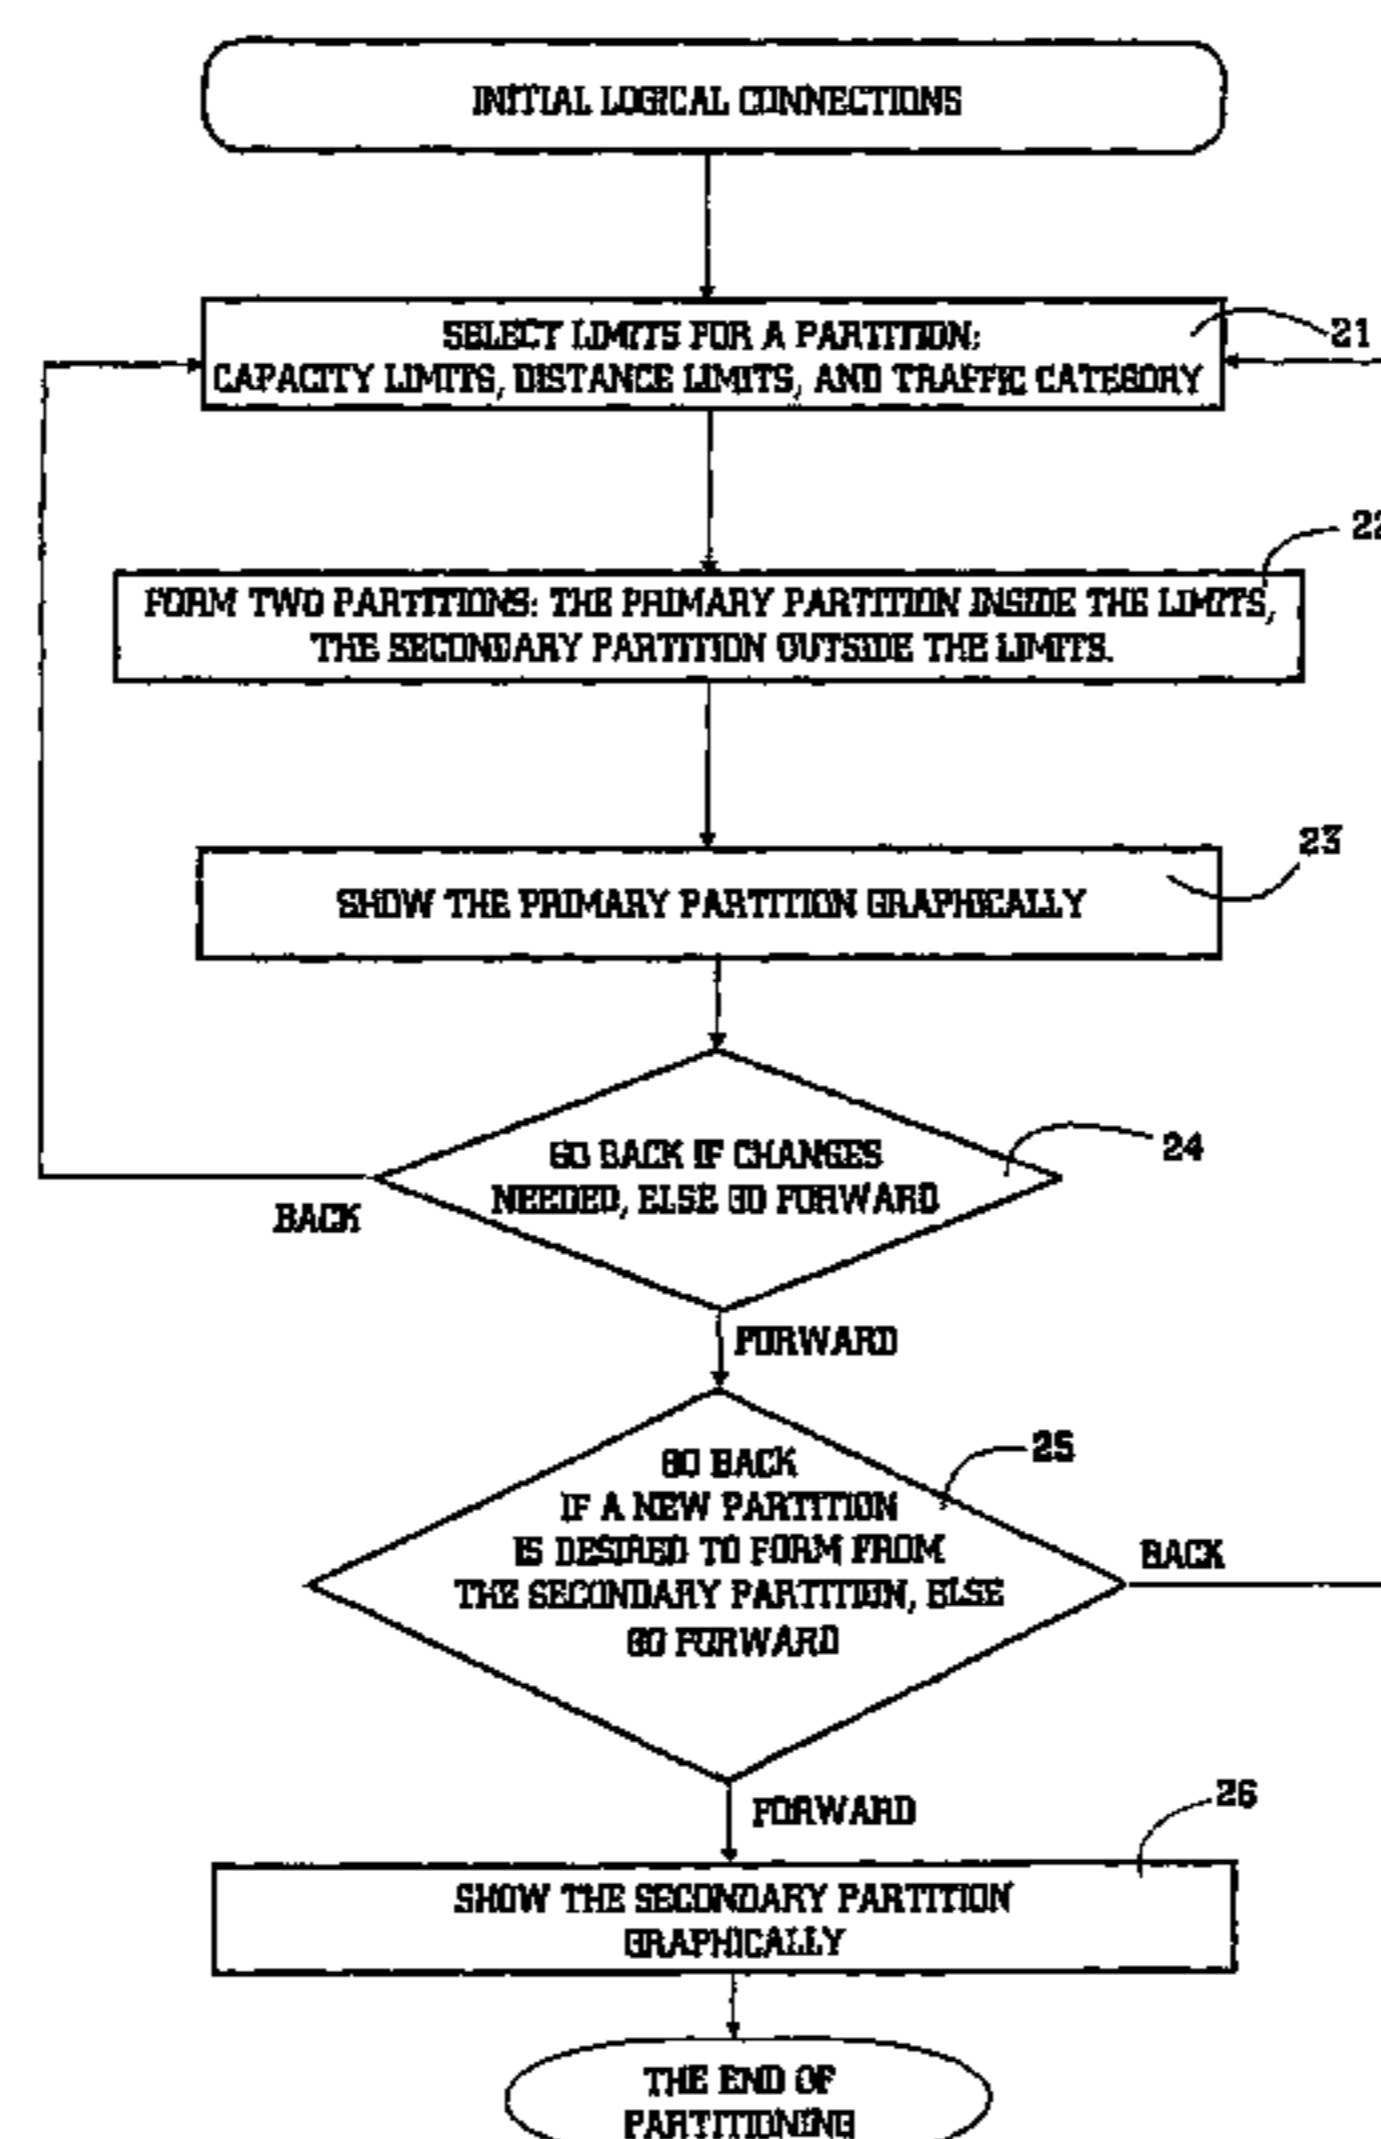 INITIAL LOGICAL CONNECTIONS
SELECT LIMITS FOR A PARTITION:
CAPACITY LIMITS, DISTANCE LIMITS, AND TRAFFIC CATEGORY
21
22
FORM TWO PARTITIONS: THE PRIMARY PARTITION INSIDE THE LIMITS,
THE SECONDARY PARTITION OUTSIDE THE LIMITS.
23
SHOW THE PRIMARY PARTITION GRAPHICALLY
GO BACK IF CHANGES
NEEDED, ELSE GO FORWARD
24
BACK
FORWARD
25
GO BACK
IF A NEW PARTITION
IS DESIRED TO FORM FROM
THE SECONDARY PARTITION, ELSE
GO FORWARD
BACK
FORWARD
26
SHOW THE SECONDARY PARTITION
GRAPHICALLY
THE END OF
PARTITIONING